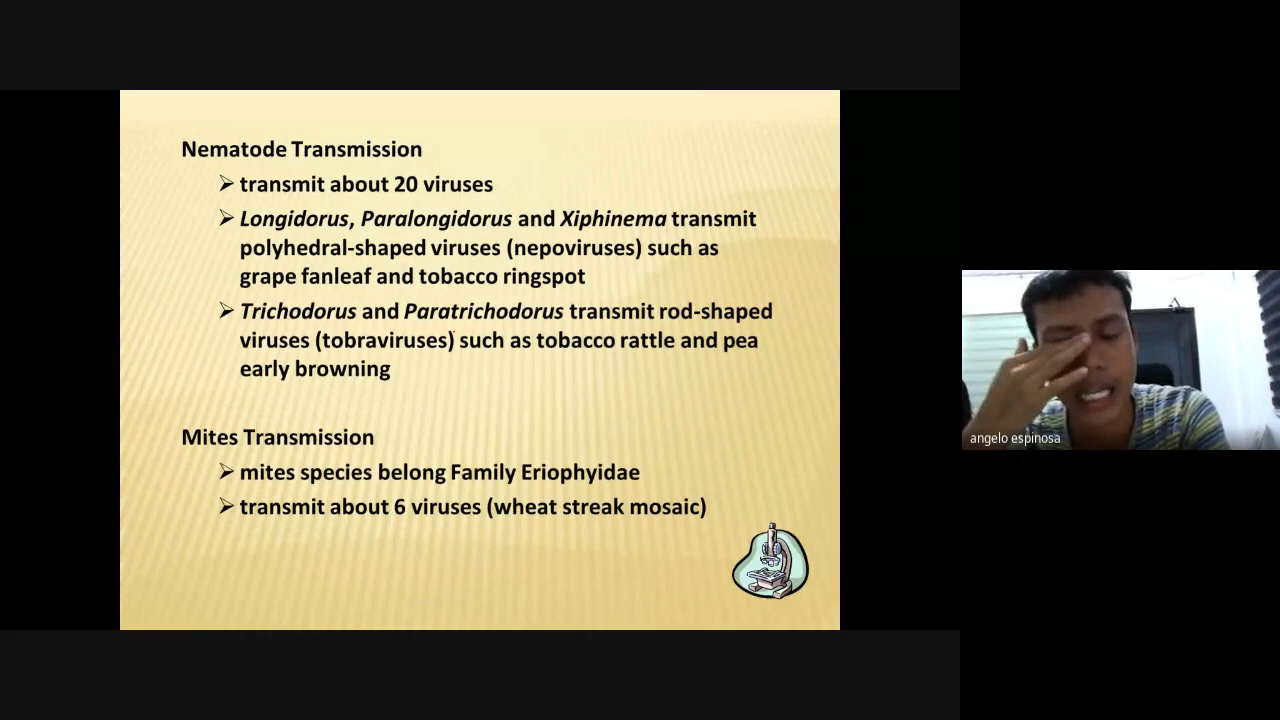 Nematode Transmission
➢ transmit about 20 viruses
➢ Longidorus, Paralongidorus and Xiphinema transmit
polyhedral-shaped viruses (nepoviruses) such as
grape fanleaf and tobacco ringspot
➢ Trichodorus and Paratrichodorus transmit rod-shaped
viruses (tobraviruses) such as tobacco rattle and pea
early browning
Mites Transmission
➢ mites species belong Family Eriophyidae
➢ transmit about 6 viruses (wheat streak mosaic)
angelo espinosa